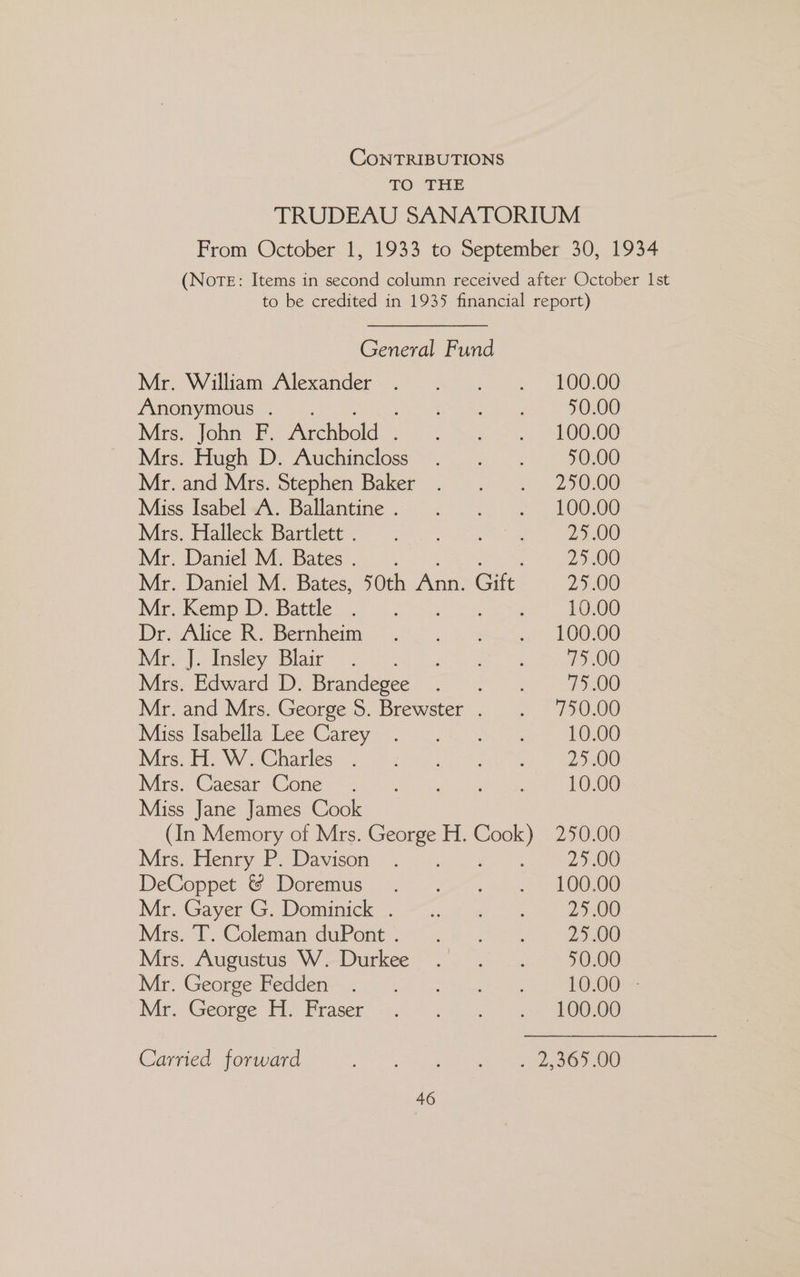 CONTRIBUTIONS
TO THE
TRUDEAU SANATORIUM
From October 1, 1933 to September 30, 1934
(NOTE: Items in second column received after October 1st
to be credited in 1935 financial report)
General Fund
Mr. William Alexander . . . . 100.00
Anonymous . . . . . . . 50.00
Mrs. John F. Archbold . . . . 100.00
Mrs. Hugh D. Auchincloss . . . 50.00
Mr. and Mrs. Stephen Baker . . . 250.00
Miss Isabel A. Ballantine . . . . 100.00
Mrs. Halleck Bartlett . . . . . 25.00
Mr. Daniel M. Bates . . . . . 25.00
Mr. Daniel M. Bates, 50th Ann. Gift 25.00
Mr. Kemp D. Battle . . . . . 10.00
Dr. Alice R. Bernheim . . . . 100.00
Mr. J. Insley Blair . . . . . 75.00
Mrs. Edward D. Brandegee . . . 75.00
Mr. and Mrs. George S. Brewster . . 750.00
Miss Isabella Lee Carey . . . . 10.00
Mrs. H. W. Charles . . . . . 25.00
Mrs. Caesar Cone . . . . . 10.00
Miss Jane James Cook
(In Memory of Mrs. George H. Cook) 250.00
Mrs. Henry P. Davison . . . . 25.00
DeCoppet & Doremus . . . . 100.00
Mr. Gayer G. Dominick . . . . 25.00
Mrs. T. Coleman duPont . . . . 25.00
Mrs. Augustus W. Durkee . . . 50.00
Mr. George Fedden . . . . . 10.00
Mr. George H. Fraser . . . . 100.00
Carried forward . . . . . 2,365.00
46